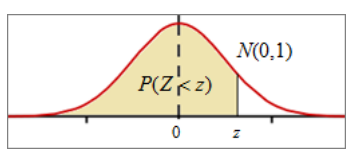 N(0,1)
P(Z < z)
0
z